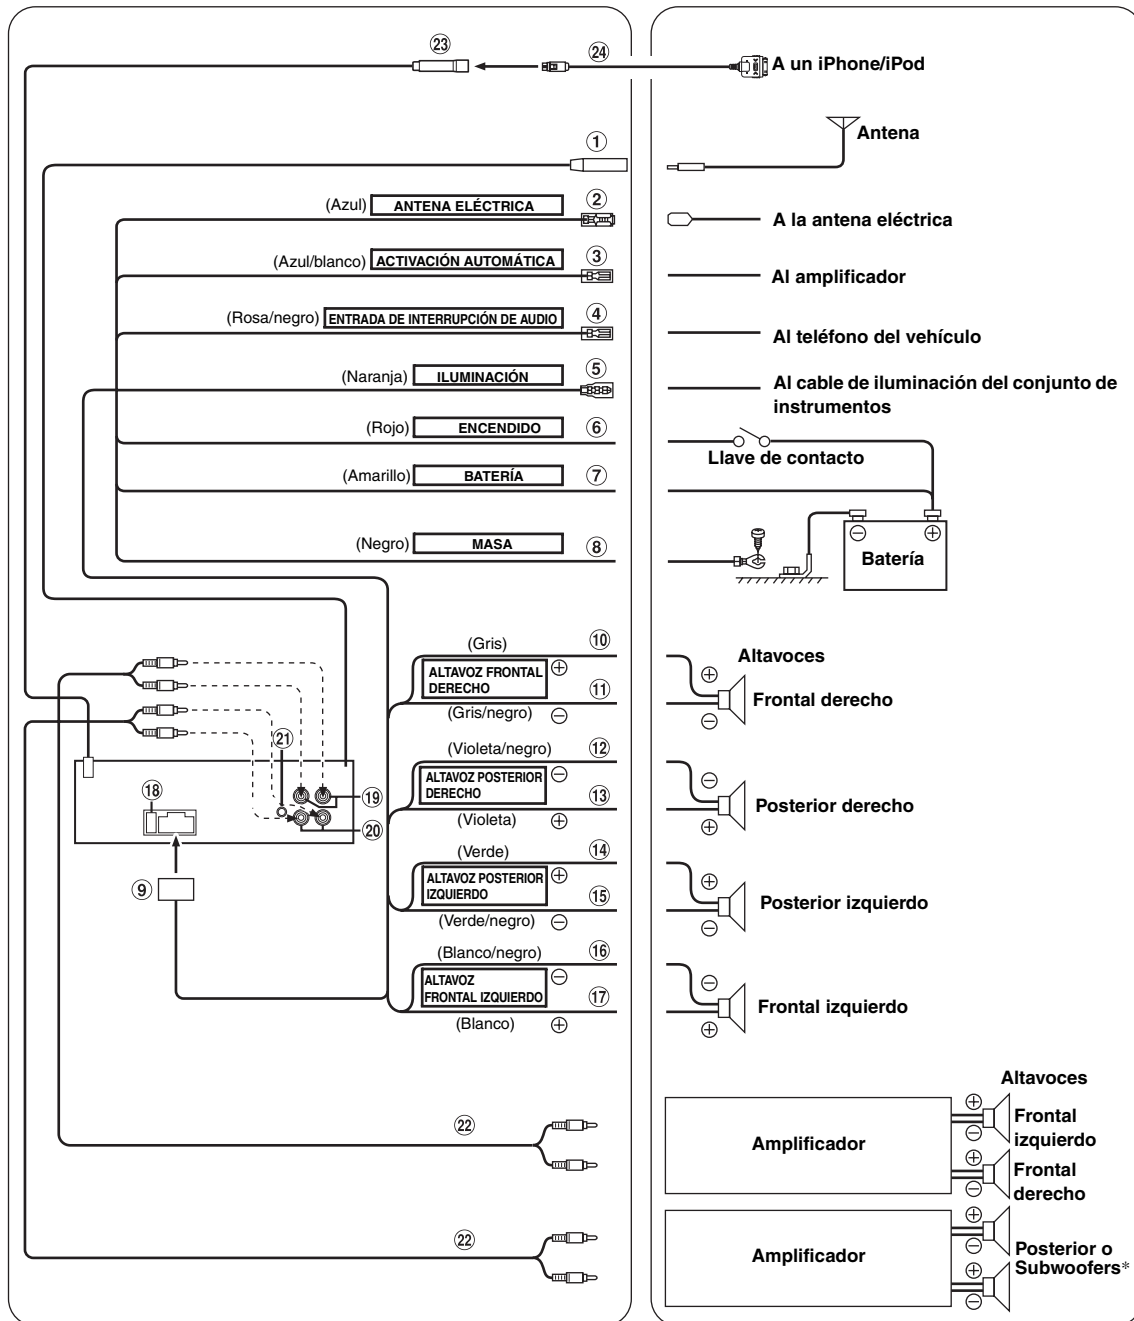 23
24
A un iPhone/iPod
1
Antena
(Azul) ANTENA ELÉCTRICA 2
A la antena eléctrica
(Azul/blanco) ACTIVACIÓN AUTOMÁTICA 3
Al amplificador
(Rosa/negro) ENTRADA DE INTERRUPCIÓN DE AUDIO 4
Al teléfono del vehículo
(Naranja) ILUMINACIÓN 5
Al cable de iluminación del conjunto de
instrumentos
(Rojo) ENCENDIDO 6
Llave de contacto
(Amarillo) BATERÍA 7
(Negro) MASA 8
⊖ ⊕
Batería
(Gris) 10
ALTAVOZ FRONTAL
DERECHO
⊕
11
(Gris/negro) ⊖
Altavoces
⊕
Frontal derecho
⊖
(Violeta/negro) 12
ALTAVOZ POSTERIOR
DERECHO
⊖
13
(Violeta) ⊕
⊖
Posterior derecho
⊕
21
18
19
20
9
(Verde) 14
ALTAVOZ POSTERIOR
IZQUIERDO
⊕
15
(Verde/negro) ⊖
⊕
Posterior izquierdo
⊖
(Blanco/negro) 16
ALTAVOZ
FRONTAL IZQUIERDO
⊖
17
(Blanco) ⊕
⊖
Frontal izquierdo
⊕
22
Altavoces
Amplificador
⊕
⊖
Frontal
izquierdo
⊕
⊖
Frontal
derecho
22
Amplificador
⊕
⊖
⊕
⊖
Posterior o
Subwoofers*